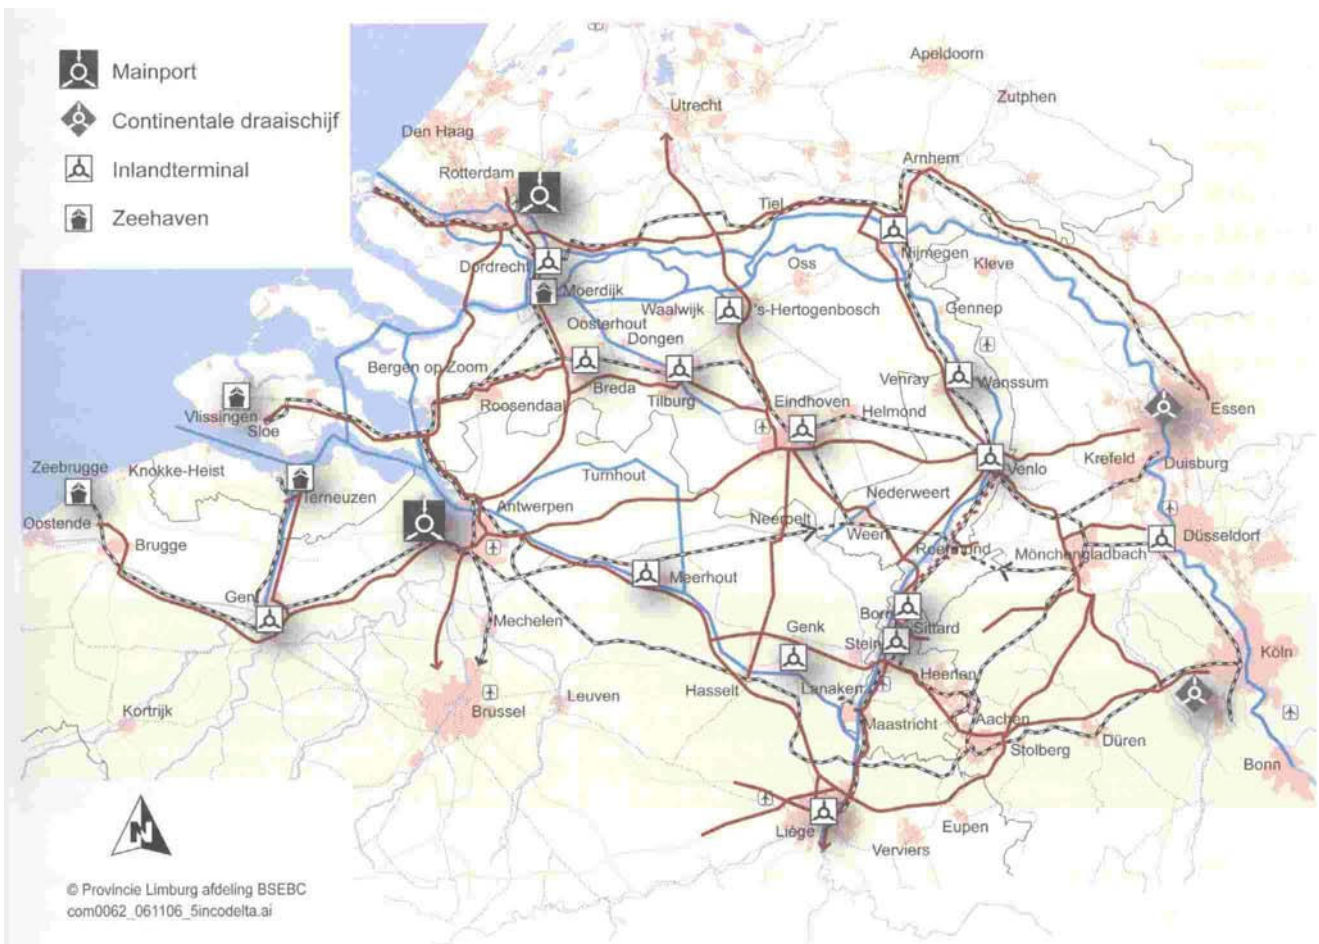 Mainport
Continentale draaischijf
Inlandterminal
Zeehaven
Apeldoorn
Zutphen
Utrecht
Den Haag
Arnhem
Rotterdam
Tiel
Nijmegen
Kleve
Dordrecht
Oss
Moerdijk
Waalwijk
's-Hertogenbosch
Gennep
Oosterhout
Dongen
Bergen op Zoom
Venray
Wanssum
Breda
Tilburg
Roosendaal
Eindhoven
Helmond
Essen
Vlissingen
Sloe
Krefeld
Duisburg
Zeebrugge
Knokke-Heist
Turnhout
Venlo
Terneuzen
Nederweert
Antwerpen
Neerpelt
Oostende
Weert
Roermond
Mönchengladbach
Düsseldorf
Brugge
Meerhout
Gent
Mechelen
Genk
Born
Sittard
Stein
Köln
Heerlen
Hasselt
Lanaken
Leuven
Kortrijk
Brussel
Maastricht
Aachen
Stolberg
Düren
Bonn
Liège
Eupen
Verviers
N
© Provincie Limburg afdeling BSEBC
com0062_061106_5incodelta.ai